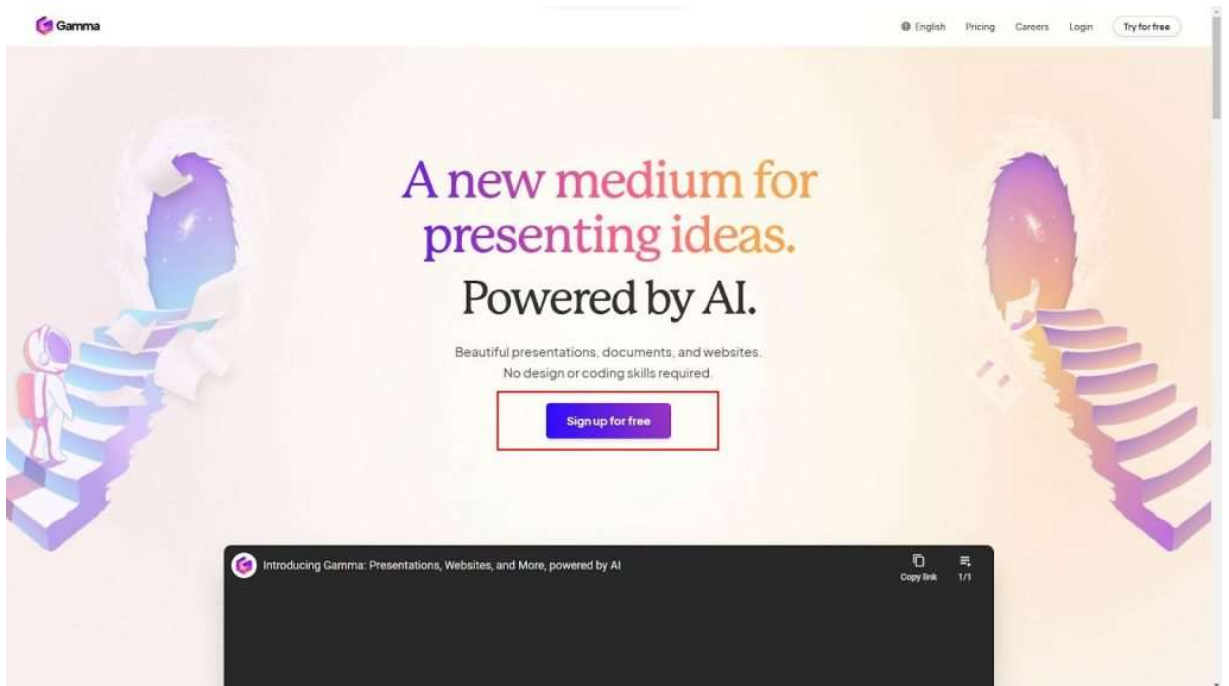 Gamma
English Pricing Careers Login Try for free
A new medium for
presenting ideas.
Powered by AI.
Beautiful presentations, documents, and websites.
No design or coding skills required.
Sign up for free
Introducing Gamma: Presentations, Websites, and More, powered by AI
Copy link 1/1